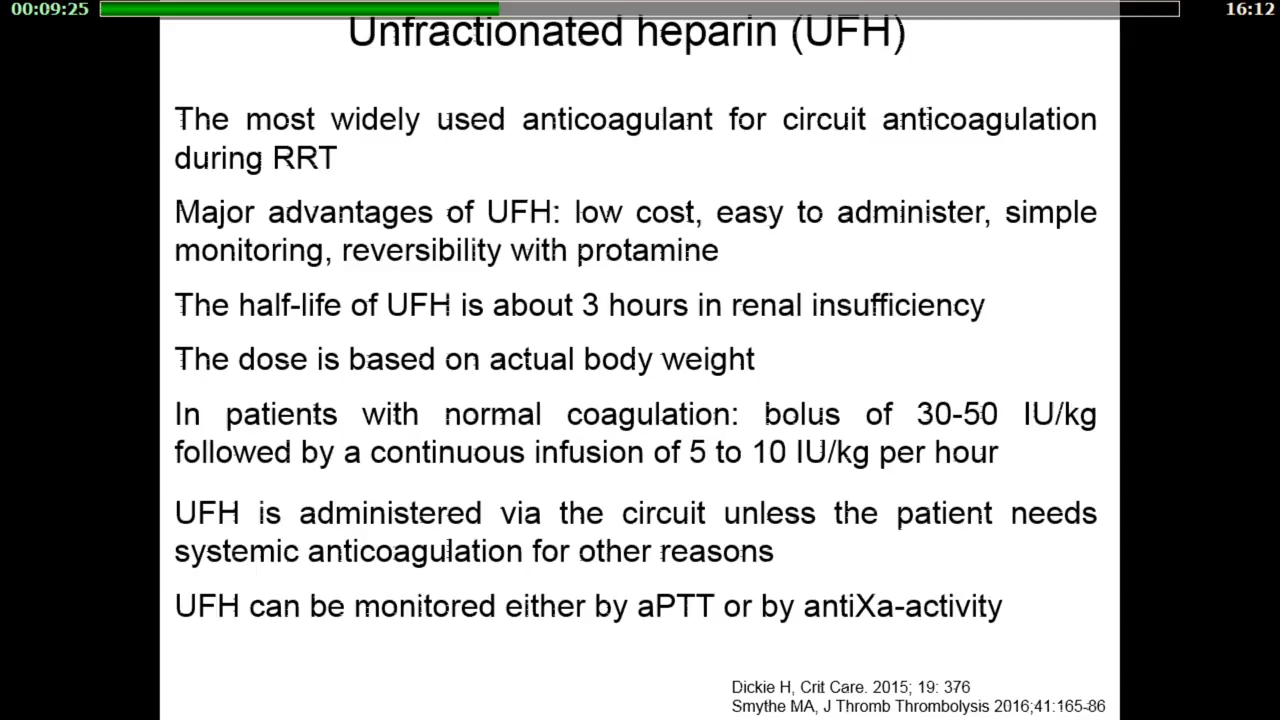 00:09:25
16:12
Unfractionated heparin (UFH)
The most widely used anticoagulant for circuit anticoagulation
during RRT
Major advantages of UFH: low cost, easy to administer, simple
monitoring, reversibility with protamine
The half-life of UFH is about 3 hours in renal insufficiency
The dose is based on actual body weight
In patients with normal coagulation: bolus of 30-50 IU/kg
followed by a continuous infusion of 5 to 10 IU/kg per hour
UFH is administered via the circuit unless the patient needs
systemic anticoagulation for other reasons
UFH can be monitored either by aPTT or by antiXa-activity
Dickie H, Crit Care. 2015; 19: 376
Smythe MA, J Thromb Thrombolysis 2016;41:165-86